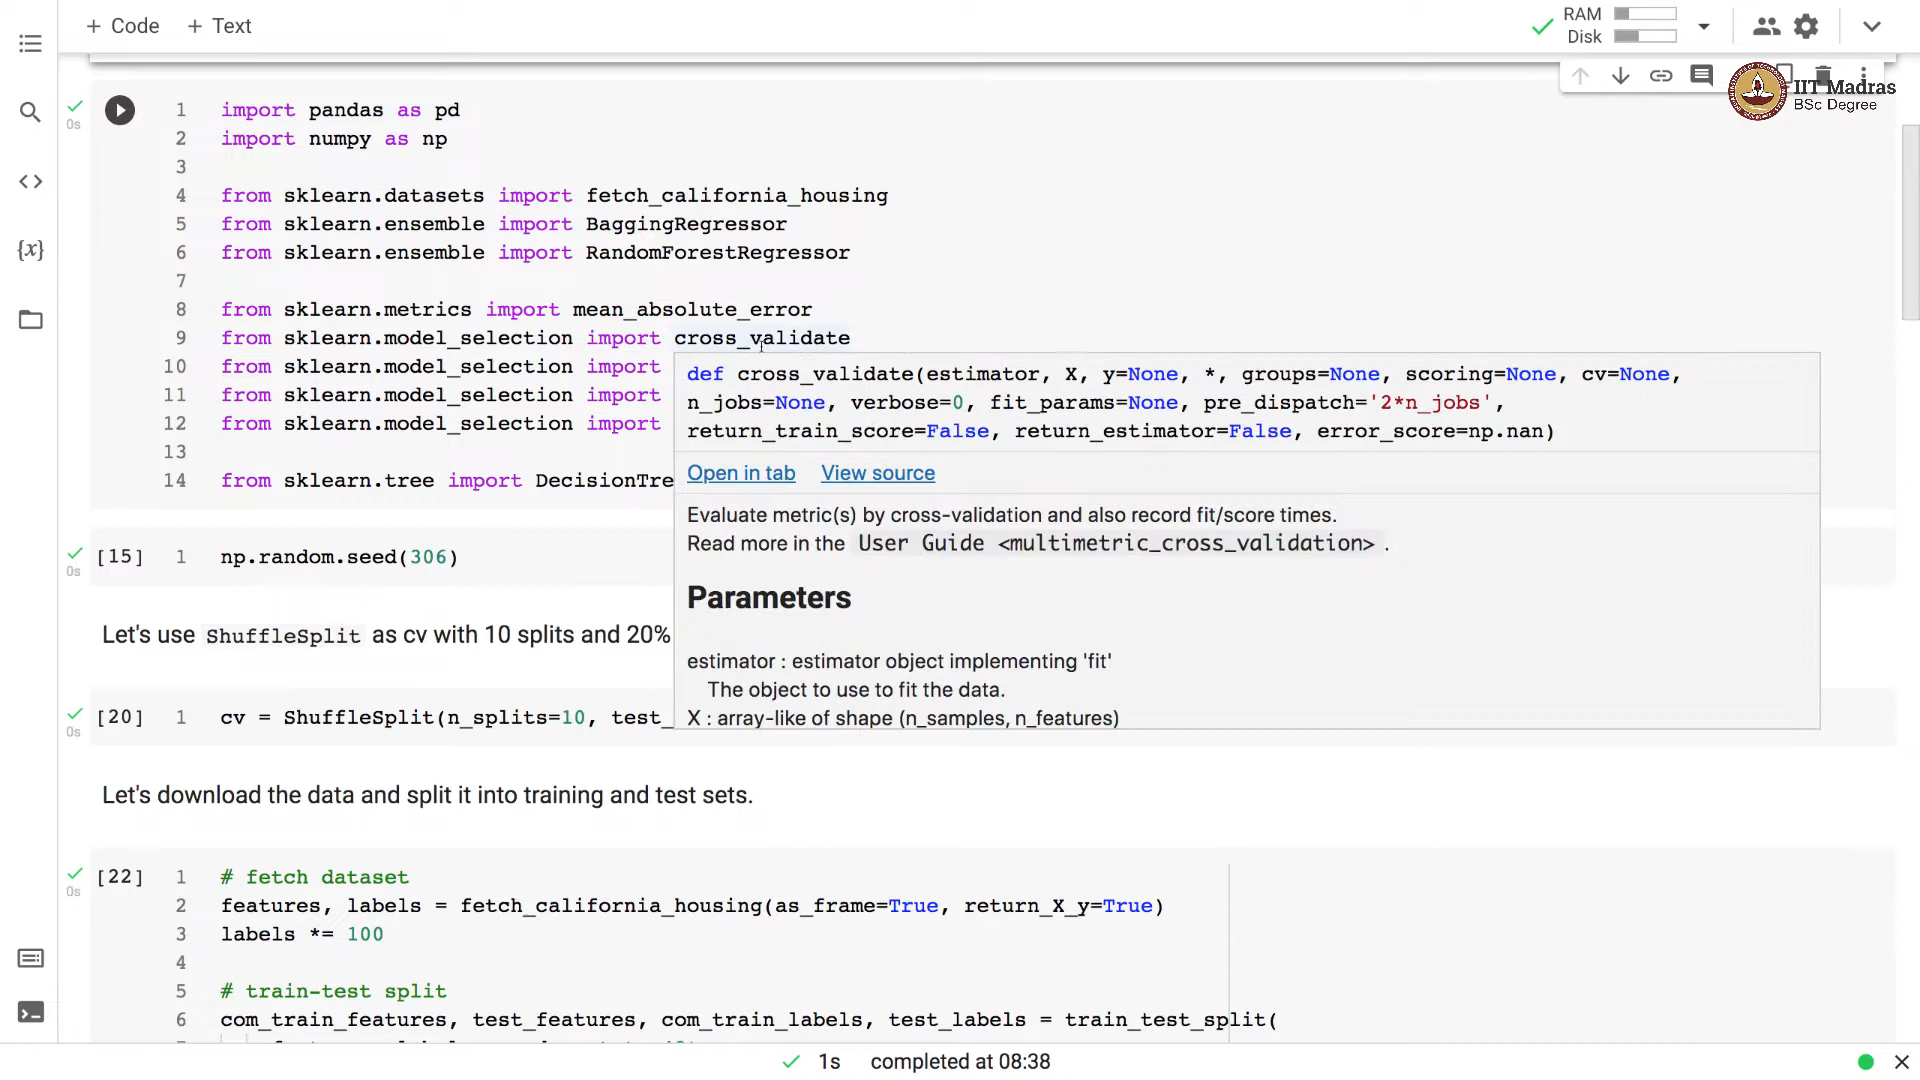 + Code + Text
RAM
Disk
IIT Madras
BSc Degree
0s
1 import pandas as pd
2 import numpy as np
3
4 from sklearn.datasets import fetch_california_housing
5 from sklearn.ensemble import BaggingRegressor
6 from sklearn.ensemble import RandomForestRegressor
7
8 from sklearn.metrics import mean_absolute_error
9 from sklearn.model_selection import cross_validate
10 from sklearn.model_selection import
11 from sklearn.model_selection import
12 from sklearn.model_selection import
13
14 from sklearn.tree import DecisionTre
def cross_validate(estimator, X, y=None, *, groups=None, scoring=None, cv=None,
n_jobs=None, verbose=0, fit_params=None, pre_dispatch='2*n_jobs',
return_train_score=False, return_estimator=False, error_score=np.nan)
Open in tab View source
Evaluate metric(s) by cross-validation and also record fit/score times.
Read more in the User Guide <multimetric_cross_validation> .
Parameters
estimator : estimator object implementing 'fit'
The object to use to fit the data.
X : array-like of shape (n_samples, n_features)
[15] 1 np.random.seed(306)
0s
Let's use ShuffleSplit as cv with 10 splits and 20%
[20] 1 cv = ShuffleSplit(n_splits=10, test_
0s
Let's download the data and split it into training and test sets.
[22] 1 # fetch dataset
0s
2 features, labels = fetch_california_housing(as_frame=True, return_X_y=True)
3 labels *= 100
4
5 # train-test split
6 com_train_features, test_features, com_train_labels, test_labels = train_test_split(
1s completed at 08:38